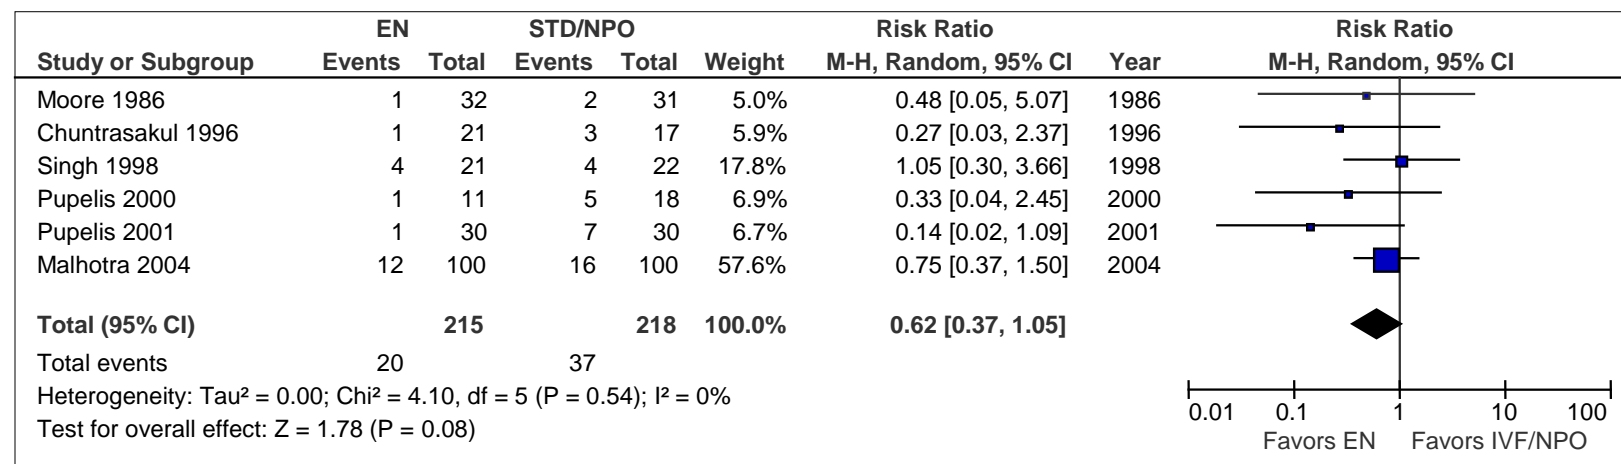 EN STD/NPO Risk Ratio Risk Ratio
Study or Subgroup Events Total Events Total Weight M-H, Random, 95% CI Year M-H, Random, 95% CI
Moore 1986 1 32 2 31 5.0% 0.48 [0.05, 5.07] 1986
Chuntrasakul 1996 1 21 3 17 5.9% 0.27 [0.03, 2.37] 1996
Singh 1998 4 21 4 22 17.8% 1.05 [0.30, 3.66] 1998
Pupelis 2000 1 11 5 18 6.9% 0.33 [0.04, 2.45] 2000
Pupelis 2001 1 30 7 30 6.7% 0.14 [0.02, 1.09] 2001
Malhotra 2004 12 100 16 100 57.6% 0.75 [0.37, 1.50] 2004
Total (95% CI) 215 218 100.0% 0.62 [0.37, 1.05]
Total events 20 37
Heterogeneity: Tau² = 0.00; Chi² = 4.10, df = 5 (P = 0.54); I² = 0%
Test for overall effect: Z = 1.78 (P = 0.08)
0.01 0.1 1 10 100
Favors EN Favors IVF/NPO